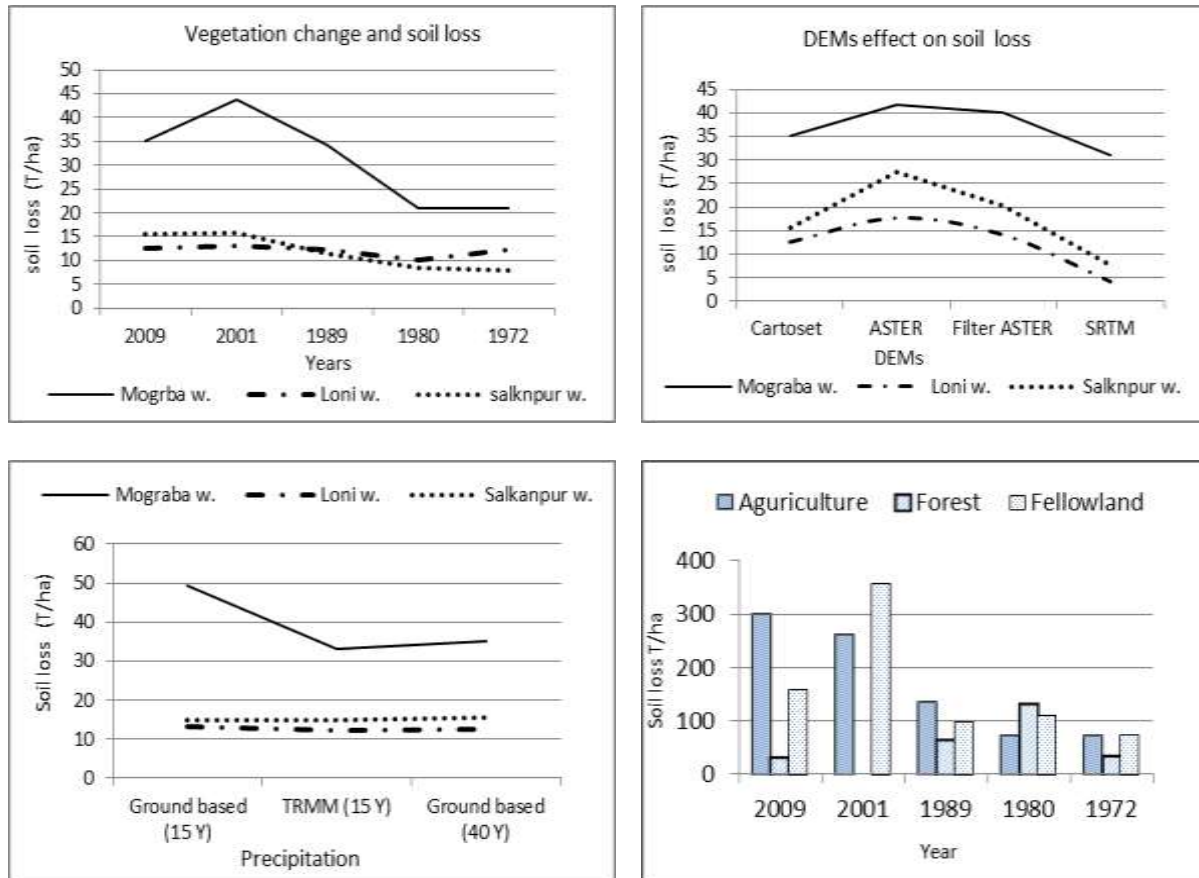 Vegetation change and soil loss
soil loss (T/ha)
50
45
40
35
30
25
20
15
10
5
0
2009 2001 1989 1980 1972
Years
Mogrba w. Loni w. salknpur w.
DEMs effect on soil loss
soil loss (T/ha)
45
40
35
30
25
20
15
10
5
0
Cartoset ASTER Filter ASTER SRTM
DEMs
Mograba w. Loni w. Salknpur w.
Mograba w. Loni w. Salkanpur w.
Soil loss (T/ha)
60
50
40
30
20
10
0
Ground based TRMM (15 Y) Ground based
(15 Y) (40 Y)
Precipitation
Aguriculture Forest Fellowland
Soil loss T/ha
400
300
200
100
0
2009 2001 1989 1980 1972
Year